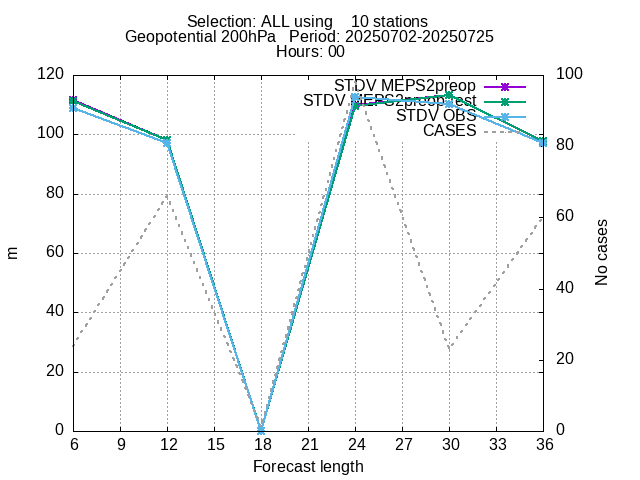 Selection: ALL using 10 stations
Geopotential 200hPa Period: 20250702-20250725
Hours: 00
120
100
80
60
40
20
0
m
100
80
60
40
20
0
No cases
STDV MEPS2preop
STDV MEPS2preop_test
STDV OBS
CASES
6 9 12 15 18 21 24 27 30 33 36
Forecast length